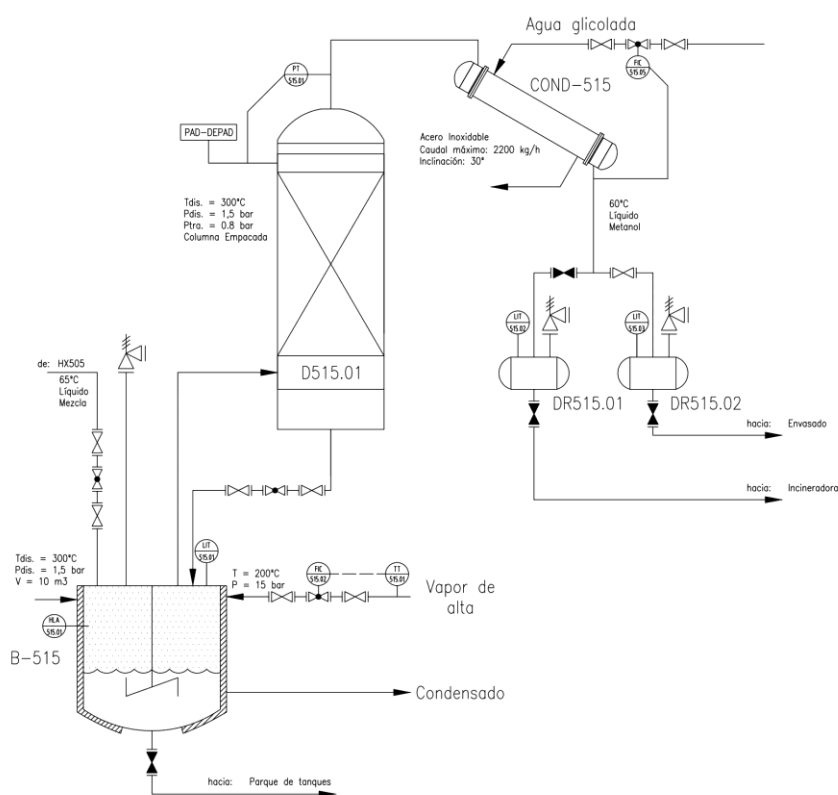 Agua glicolada
PT
515.01
FIC
515.05
COND-515
PAD-DEPAD
Acero Inoxidable
Caudal máximo: 2200 kg/h
Inclinación: 30°
Tdis. = 300°C
Pdis. = 1,5 bar
Ptra. = 0.8 bar
Columna Empacada
60°C
Líquido
Metanol
LIT
515.02
LIT
515.03
de: HX505
65°C
Líquido
Mezcla
D515.01
DR515.01
DR515.02
hacia: Envasado
hacia: Incineradora
Tdis. = 300°C
Pdis. = 1,5 bar
V = 10 m3
LIT
515.01
T = 200°C
P = 15 bar
FIC
515.02
TT
515.01
Vapor de
alta
HLA
515.01
B-515
Condensado
hacia: Parque de tanques